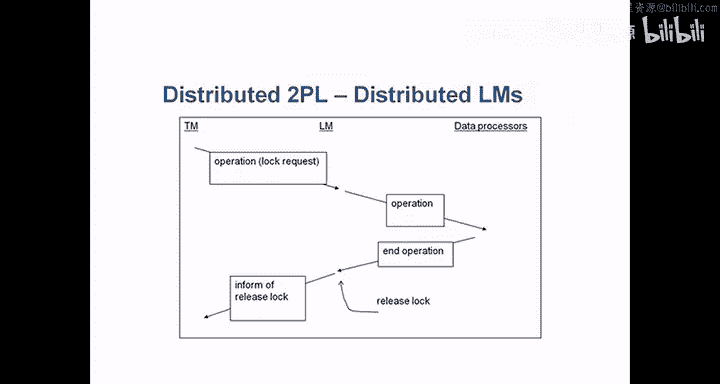 bilibili
Distributed 2PL – Distributed LMs
TM LM Data processors
operation (lock request)
operation
end operation
inform of
release lock
release lock